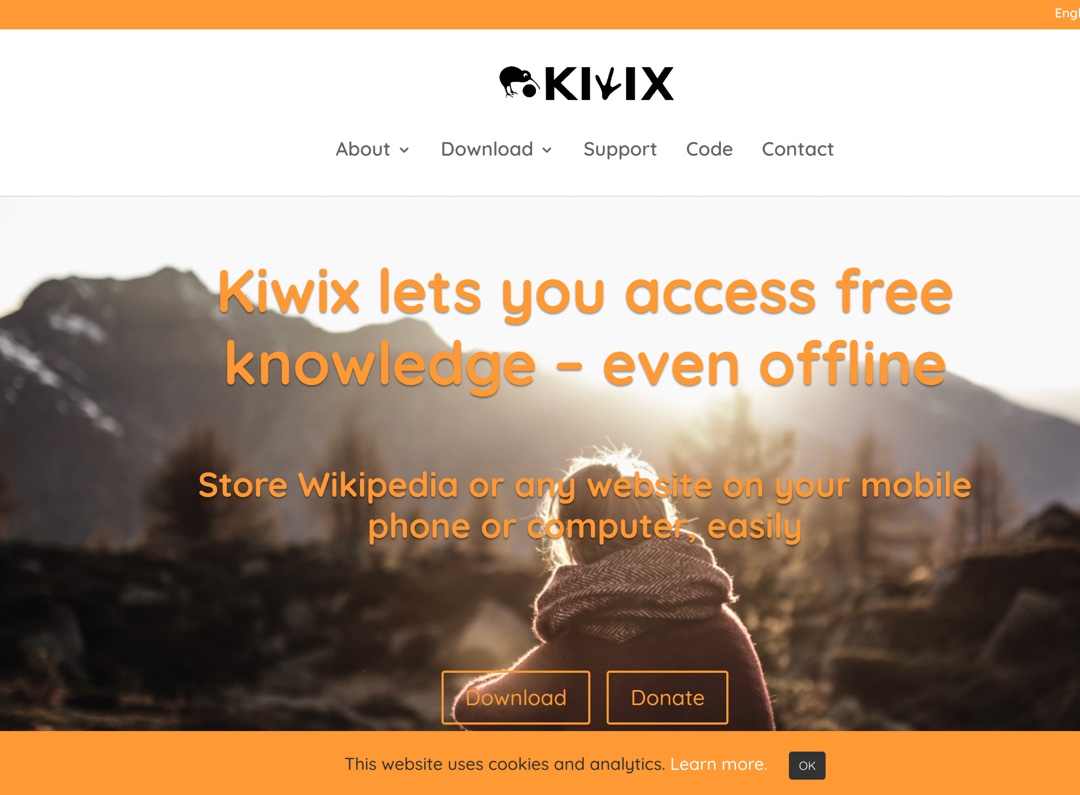 KIWIX
About Download Support Code Contact
Kiwix lets you access free
knowledge – even offline
Store Wikipedia or any website on your mobile
phone or computer, easily
Download Donate
This website uses cookies and analytics. Learn more. OK